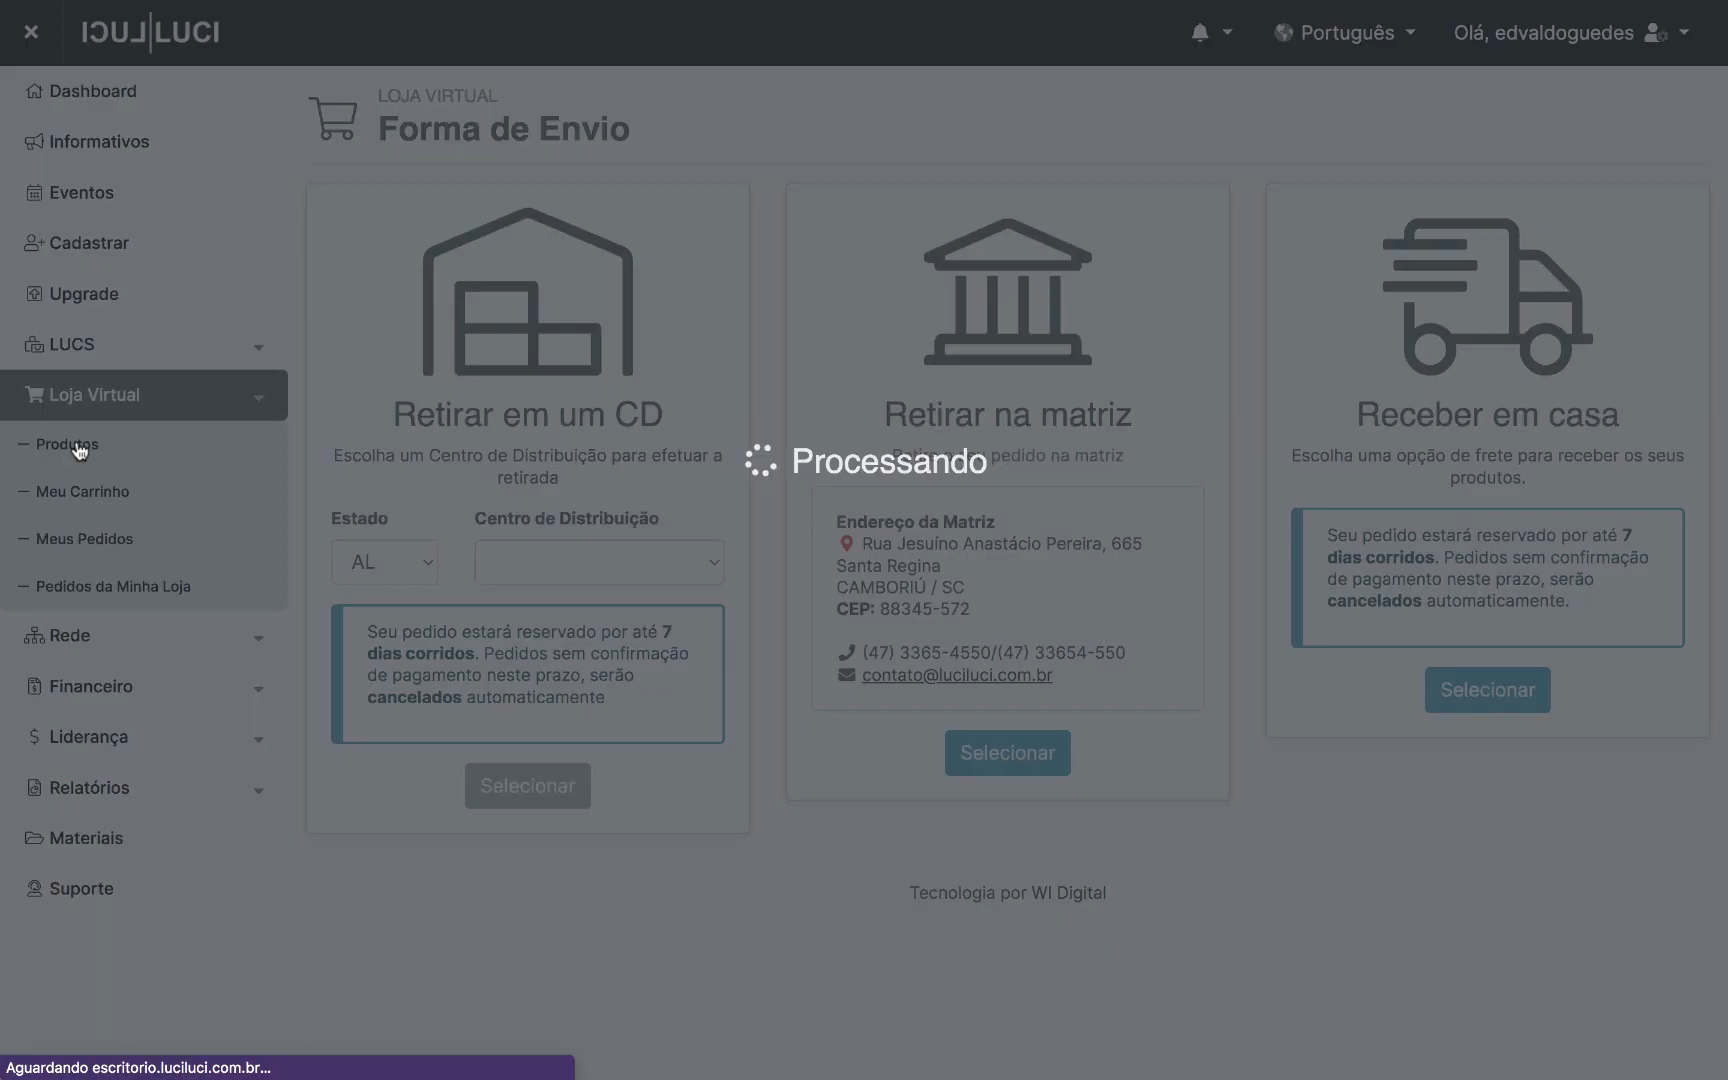 LUCI|LUCI
Português
Olá, edvaldoguedes
Dashboard
Informativos
Eventos
Cadastrar
Upgrade
LUCS
Loja Virtual
Produtos
Meu Carrinho
Meus Pedidos
Pedidos da Minha Loja
Rede
Financeiro
Liderança
Relatórios
Materiais
Suporte
LOJA VIRTUAL
Forma de Envio
Retirar em um CD
Escolha um Centro de Distribuição para efetuar a
retirada
Estado
Centro de Distribuição
AL
Seu pedido estará reservado por até 7
dias corridos. Pedidos sem confirmação
de pagamento neste prazo, serão
cancelados automaticamente
Selecionar
Retirar na matriz
pedido na matriz
Processando
Endereço da Matriz
Rua Jesuíno Anastácio Pereira, 665
Santa Regina
CAMBORIÚ / SC
CEP: 88345-572
(47) 3365-4550/(47) 33654-550
contato@luciluci.com.br
Selecionar
Receber em casa
Escolha uma opção de frete para receber os seus
produtos.
Seu pedido estará reservado por até 7
dias corridos. Pedidos sem confirmação
de pagamento neste prazo, serão
cancelados automaticamente.
Selecionar
Tecnologia por WI Digital
Aguardando escritorio.luciluci.com.br...